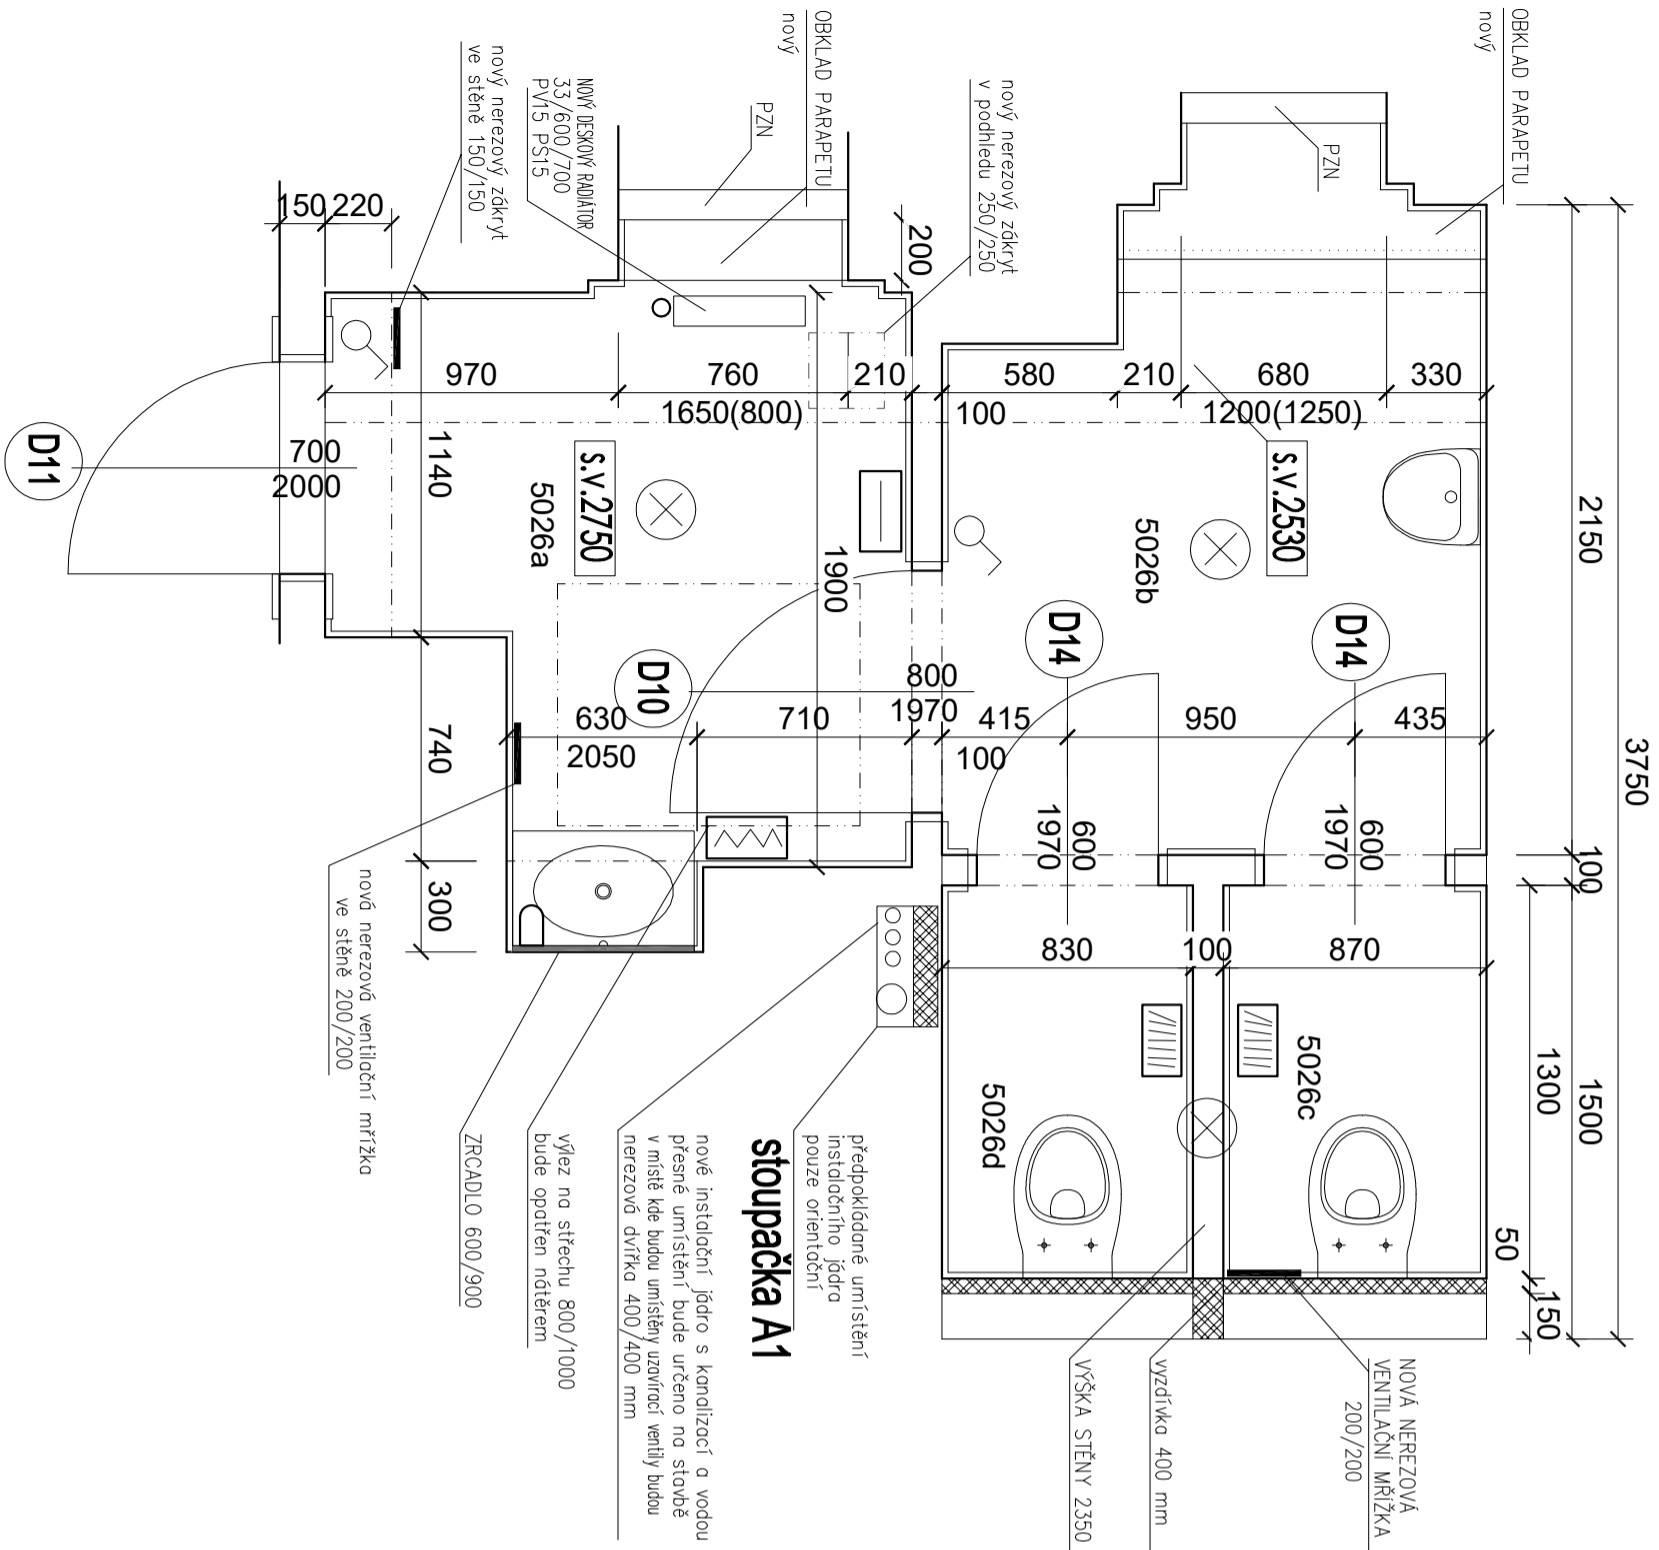 OBKLAD PARAPETU
nový
PZN
OBKLAD PARAPETU
nový
PZN
nový nerezový zákryt
v podhledu 250/250
NOVÝ DESKOVÝ RADIÁTOR
33/600/700
PV15 PS15
nový nerezový zákryt
ve stěně 150/150
150
220
200
970
760
210
1650(800)
580
100
210
680
330
1200(1250)
2150
3750
100
1500
1300
50
150
D11
700
2000
1140
740
300
s.v.2750
5026a
1900
s.v.2530
5026b
D14
D14
D10
800
1970
630
2050
710
415
100
950
435
600
1970
600
1970
830
100
870
5026c
5026d
nová nerezová ventilační mřížka
ve stěně 200/200
ZRCADLO 600/900
výlez na střechu 800/1000
bude opatřen nátěrem
nové instalační jádro s kanalizací a vodou
přesné umístění bude určeno na stavbě
v místě kde budou umístěny uzavírací ventily budou
nerezová dvířka 400/400 mm
stoupačka A1
předpokládané umístění
instalačního jádra
pouze orientační
VÝŠKA STĚNY 2350
vyzdívka 400 mm
NOVÁ NEREZOVÁ
VENTILAČNÍ MŘÍŽKA
200/200